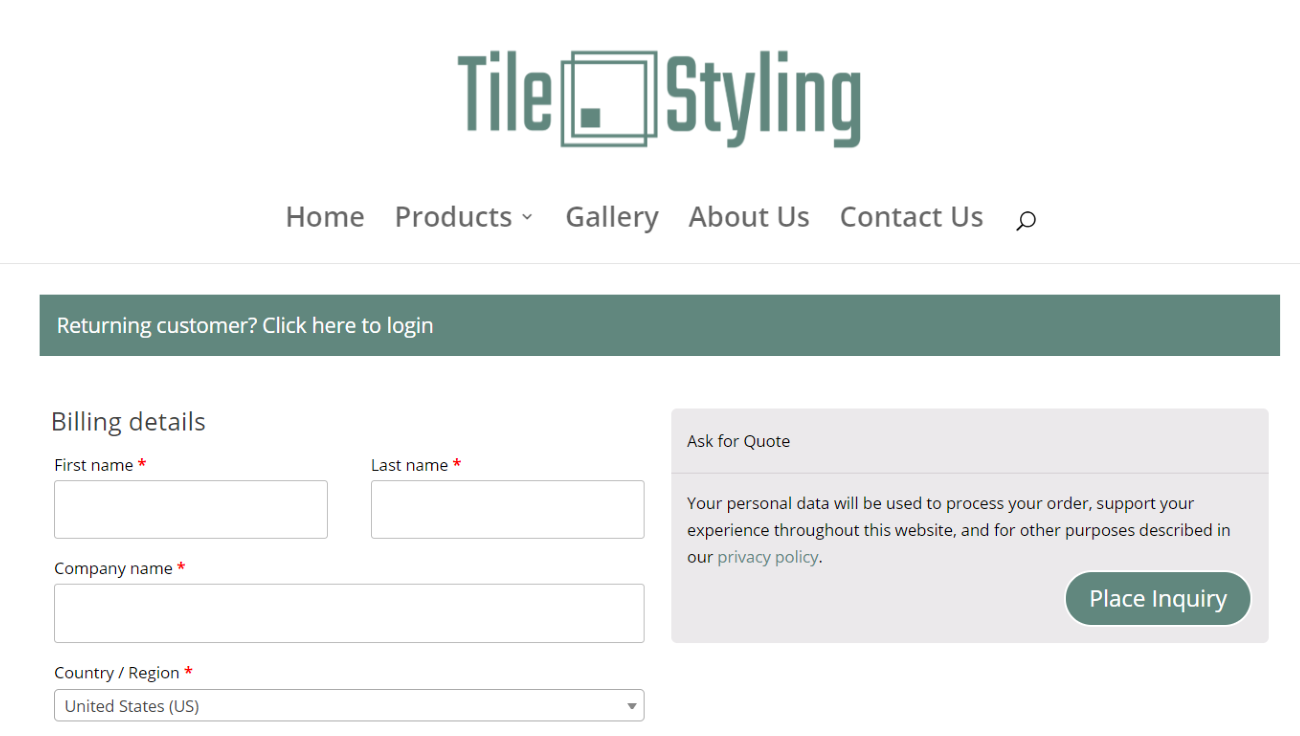 Tile Styling
Home Products Gallery About Us Contact Us
Returning customer? Click here to login
Billing details
First name *
Last name *
Company name *
Country / Region *
United States (US)
Ask for Quote
Your personal data will be used to process your order, support your
experience throughout this website, and for other purposes described in
our privacy policy.
Place Inquiry